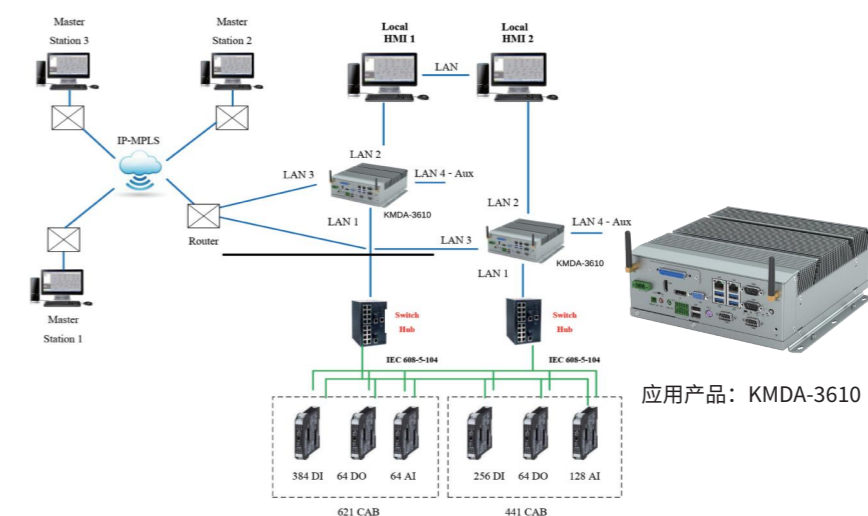 Master
Station 3
Master
Station 2
Local
HMI 1
Local
HMI 2
LAN
IP-MPLS
LAN 2
LAN 3
LAN 4 - Aux
KMDA-3610
LAN 2
LAN 1
LAN 4 - Aux
Router
LAN 3
KMDA-3610
LAN 1
Master
Station 1
Switch
Hub
Switch
Hub
IEC 608-5-104
IEC 608-5-104
应用产品：KMDA-3610
384 DI
64 DO
64 AI
256 DI
64 DO
128 AI
621 CAB
441 CAB